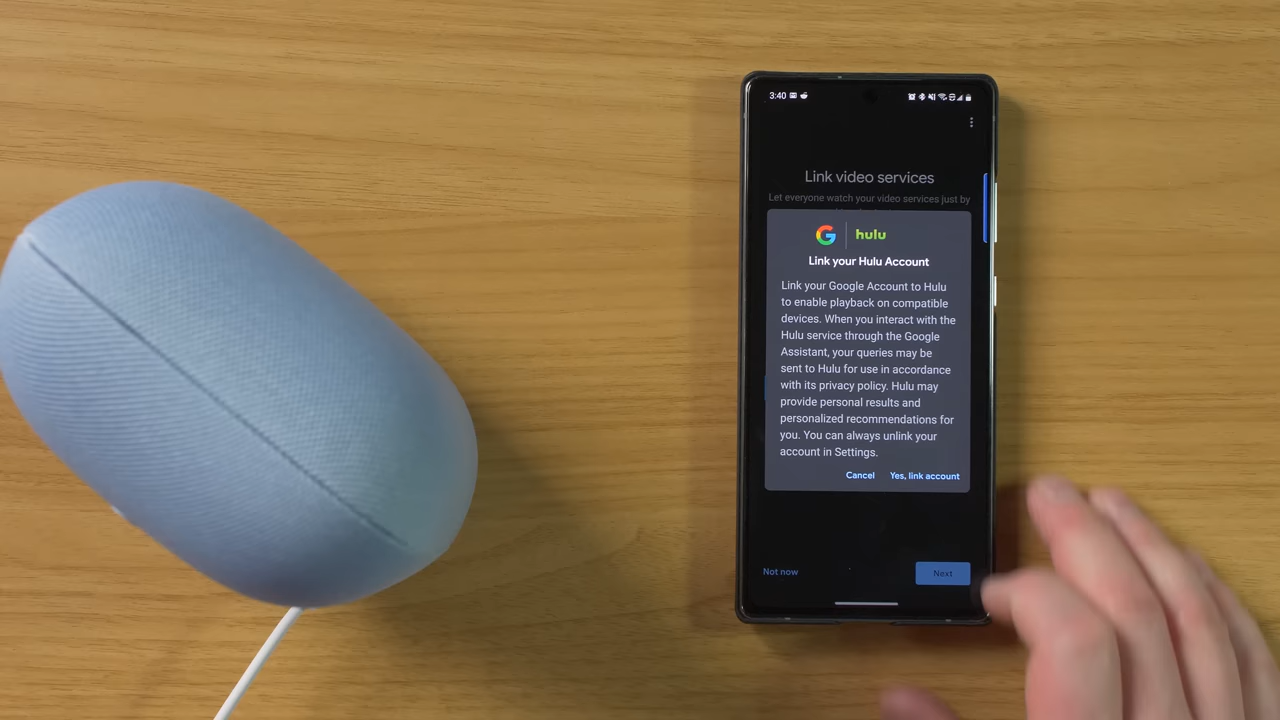 3:40
Link video services
Let everyone watch your video services just by
G hulu
Link your Hulu Account
Link your Google Account to Hulu
to enable playback on compatible
devices. When you interact with the
Hulu service through the Google
Assistant, your queries may be
sent to Hulu for use in accordance
with its privacy policy. Hulu may
provide personal results and
personalized recommendations for
you. You can always unlink your
account in Settings.
Cancel Yes, link account
Not now Next